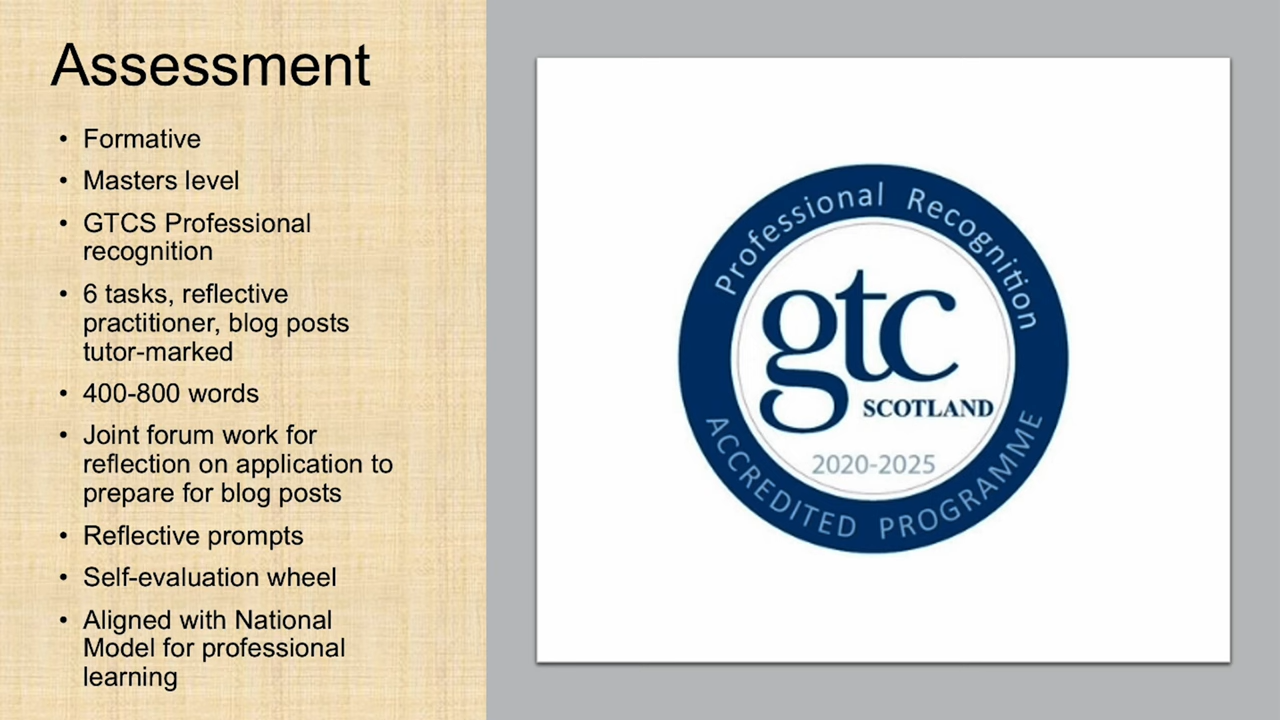 Assessment
• Formative
• Masters level
• GTCS Professional
recognition
• 6 tasks, reflective
practitioner, blog posts
tutor-marked
• 400-800 words
• Joint forum work for
reflection on application to
prepare for blog posts
• Reflective prompts
• Self-evaluation wheel
• Aligned with National
Model for professional
learning
Professional Recognition
gtc
SCOTLAND
2020-2025
ACCREDITED PROGRAMME